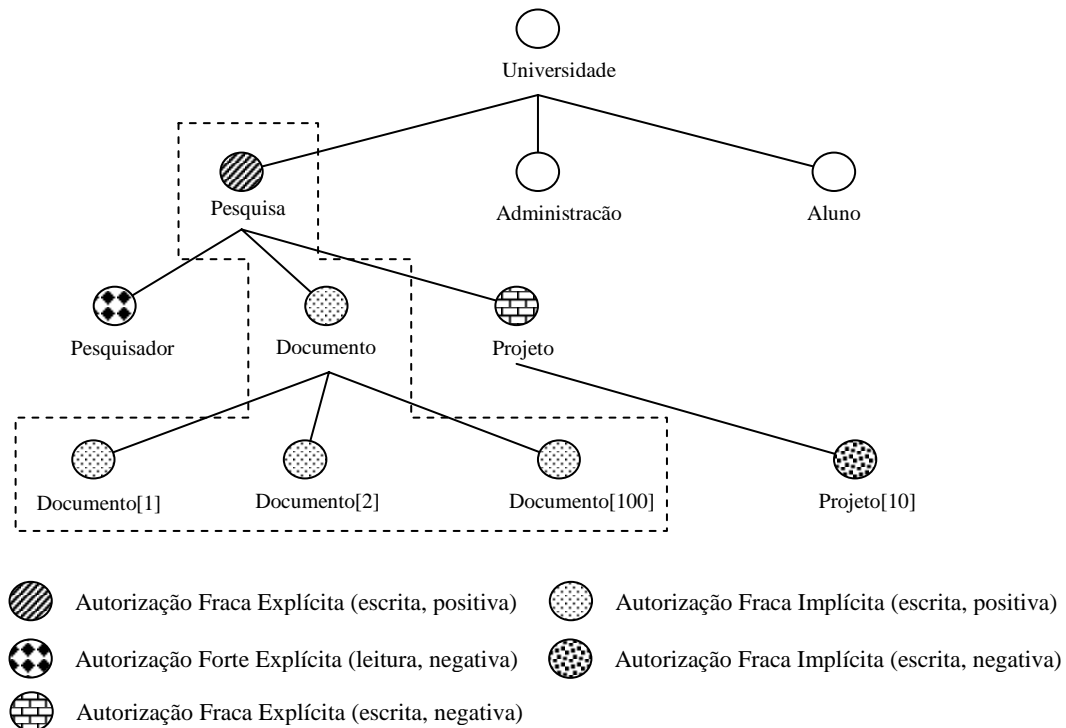 Universidade
Pesquisa
Administracão
Aluno
Pesquisador
Documento
Projeto
Documento[1]
Documento[2]
Documento[100]
Projeto[10]
Autorização Fraca Explícita (escrita, positiva)
Autorização Fraca Implícita (escrita, positiva)
Autorização Forte Explícita (leitura, negativa)
Autorização Fraca Implícita (escrita, negativa)
Autorização Fraca Explícita (escrita, negativa)